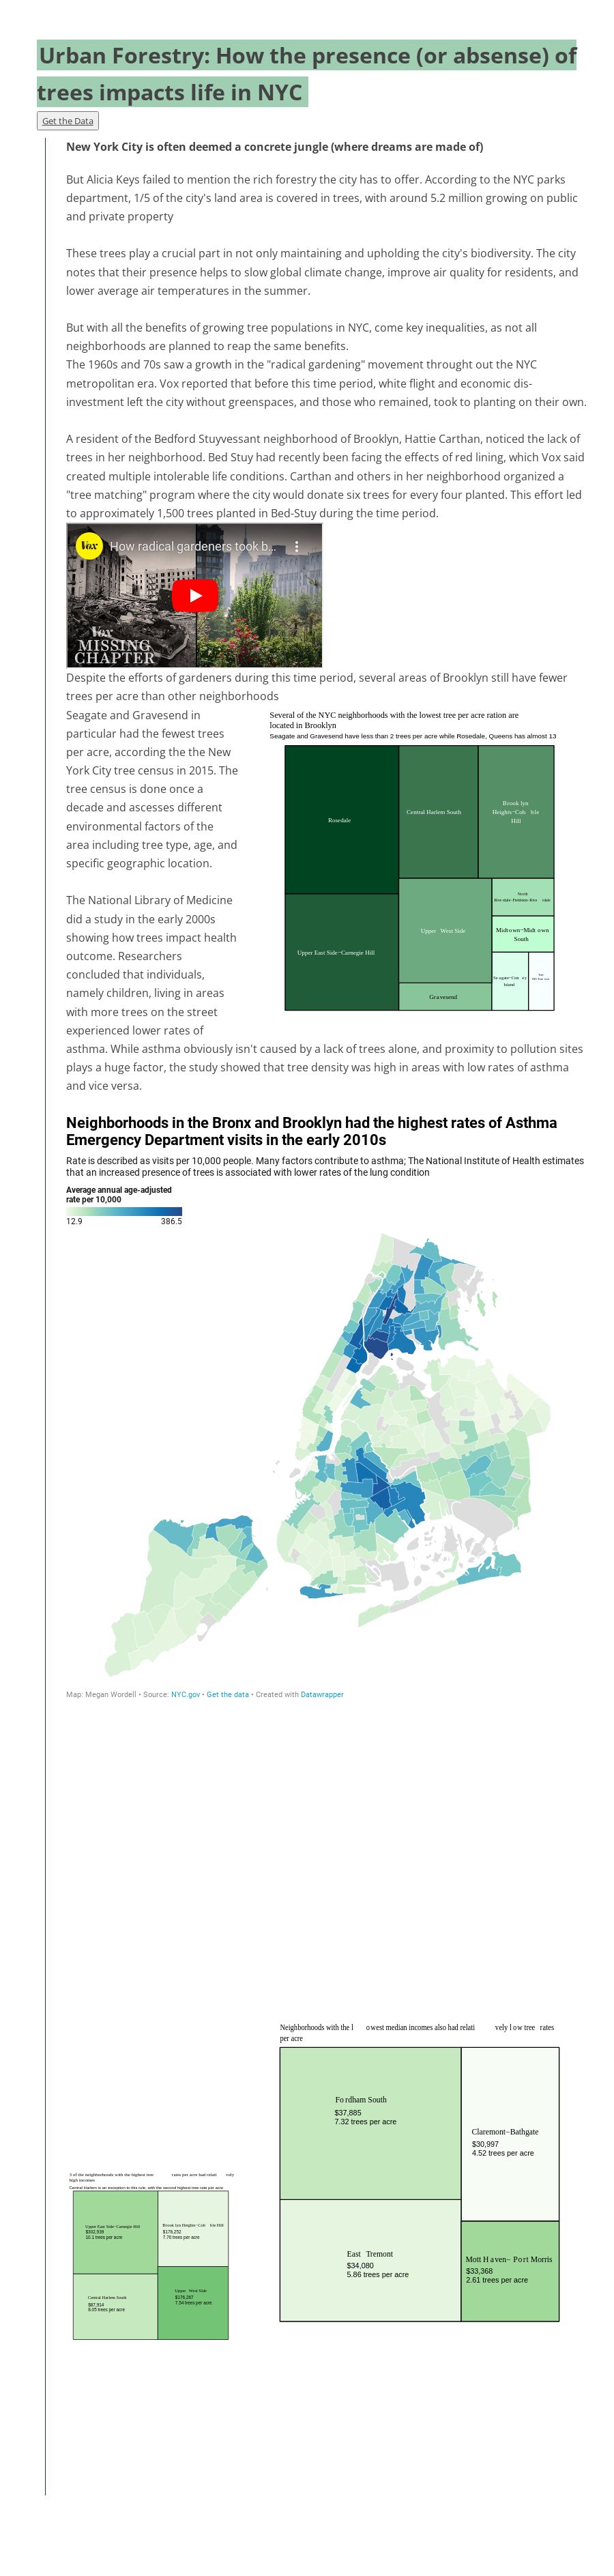 Urban Forestry: How the presence (or absense) of
trees impacts life in NYC
Get the Data
New York City is often deemed a concrete jungle (where dreams are made of)
But Alicia Keys failed to mention the rich forestry the city has to offer. According to the NYC parks
department, 1/5 of the city's land area is covered in trees, with around 5.2 million growing on public
and private property
These trees play a crucial part in not only maintaining and upholding the city's biodiversity. The city
notes that their presence helps to slow global climate change, improve air quality for residents, and
lower average air temperatures in the summer.
But with all the benefits of growing tree populations in NYC, come key inequalities, as not all
neighborhoods are planned to reap the same benefits.
The 1960s and 70s saw a growth in the "radical gardening" movement throught out the NYC
metropolitan era. Vox reported that before this time period, white flight and economic dis-
investment left the city without greenspaces, and those who remained, took to planting on their own.
A resident of the Bedford Stuyvessant neighborhood of Brooklyn, Hattie Carthan, noticed the lack of
trees in her neighborhood. Bed Stuy had recently been facing the effects of red lining, which Vox said
created multiple intolerable life conditions. Carthan and others in her neighborhood organized a
"tree matching" program where the city would donate six trees for every four planted. This effort led
to approximately 1,500 trees planted in Bed-Stuy during the time period.
Vox
How radical gardeners took b...
Vox
MISSING
CHAPTER
Despite the efforts of gardeners during this time period, several areas of Brooklyn still have fewer
trees per acre than other neighborhoods
Seagate and Gravesend in
particular had the fewest trees
per acre, according the the New
York City tree census in 2015. The
tree census is done once a
decade and ascesses different
environmental factors of the
area including tree type, age, and
specific geographic location.
The National Library of Medicine
did a study in the early 2000s
showing how trees impact health
outcome. Researchers
concluded that individuals,
namely children, living in areas
with more trees on the street
experienced lower rates of
asthma. While asthma obviously isn't caused by a lack of trees alone, and proximity to pollution sites
plays a huge factor, the study showed that tree density was high in areas with low rates of asthma
and vice versa.
Several of the NYC neighborhoods with the lowest tree per acre ration are
located in Brooklyn
Seagate and Gravesend have less than 2 trees per acre while Rosedale, Queens has almost 13
Rosedale
Central Harlem South
Brook lyn
Heights−Cob ble
Hill
Upper East Side−Carnegie Hill
Upper West Side
North
Midtown−Midt own
South
Seagate−Con ey
Island
Gravesend
Neighborhoods in the Bronx and Brooklyn had the highest rates of Asthma
Emergency Department visits in the early 2010s
Rate is described as visits per 10,000 people. Many factors contribute to asthma; The National Institute of Health estimates
that an increased presence of trees is associated with lower rates of the lung condition
Average annual age-adjusted
rate per 10,000
12.9 386.5
Map: Megan Wordell • Source: NYC.gov • Get the data • Created with Datawrapper
Neighborhoods with the l owest median incomes also had relati vely l ow tree rates
per acre
Fo rdham South
$37,885
7.32 trees per acre
Claremont−Bathgate
$30,997
4.52 trees per acre
East Tremont
$34,080
5.86 trees per acre
Mott H aven− Po rt Morris
$33,368
2.61 trees per acre
3 of the neighborhoods with the highest tree rates per acre had relati vely
high incomes
Central Harlem is an exception to this rule, with the second highest tree rate per acre
Upper East Side−Carnegie Hill
10.1 trees per acre
Brook lyn Heights−Cob ble Hill
$176,252
7.70 trees per acre
Central Harlem South
$87,914
9.05 trees per acre
Upper West Side
7.54 trees per acre